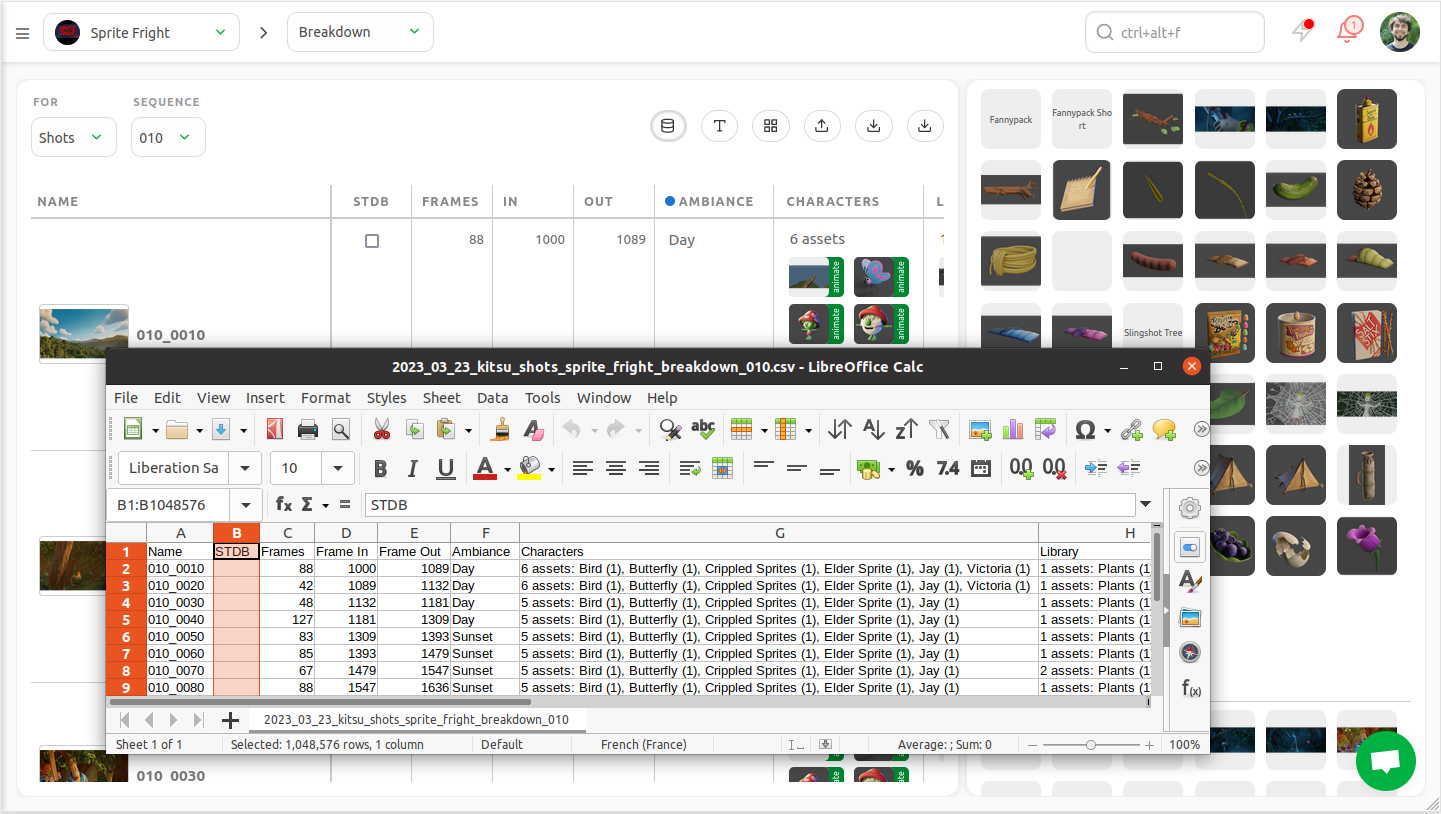 Sprite Fright
Breakdown
ctrl+alt+f
1
FOR
SEQUENCE
Shots
010
NAME
STDB
FRAMES
IN
OUT
AMBIANCE
CHARACTERS
L
88
1000
1089
Day
6 assets
animate
animate
animate
animate
010_0010
Fannypack
Fannypack Sho
rt
Slingshot Tree
2023_03_23_kitsu_shots_sprite_fright_breakdown_010.csv - LibreOffice Calc
File Edit View Insert Format Styles Sheet Data Tools Window Help
Liberation Sa
10
B1:B1048576
STDB
A B C D E F G H
1 Name STDB Frames Frame In Frame Out Ambiance Characters Library
2 010_0010 88 1000 1089 Day 6 assets: Bird (1), Butterfly (1), Crippled Sprites (1), Elder Sprite (1), Jay (1), Victoria (1) 1 assets: Plants (1
3 010_0020 42 1089 1132 Day 6 assets: Bird (1), Butterfly (1), Crippled Sprites (1), Elder Sprite (1), Jay (1), Victoria (1) 1 assets: Plants (1
4 010_0030 48 1132 1181 Day 5 assets: Bird (1), Butterfly (1), Crippled Sprites (1), Elder Sprite (1), Jay (1) 1 assets: Plants (1
5 010_0040 127 1181 1309 Day 5 assets: Bird (1), Butterfly (1), Crippled Sprites (1), Elder Sprite (1), Jay (1) 1 assets: Plants (1
6 010_0050 83 1309 1393 Sunset 5 assets: Bird (1), Butterfly (1), Crippled Sprites (1), Elder Sprite (1), Jay (1) 1 assets: Plants (1
7 010_0060 85 1393 1479 Sunset 5 assets: Bird (1), Butterfly (1), Crippled Sprites (1), Elder Sprite (1), Jay (1) 1 assets: Plants (1
8 010_0070 67 1479 1547 Sunset 5 assets: Bird (1), Butterfly (1), Crippled Sprites (1), Elder Sprite (1), Jay (1) 2 assets: Plants (1
9 010_0080 88 1547 1636 Sunset 5 assets: Bird (1), Butterfly (1), Crippled Sprites (1), Elder Sprite (1), Jay (1) 1 assets: Plants (1
2023_03_23_kitsu_shots_sprite_fright_breakdown_010
Sheet 1 of 1
Selected: 1,048,576 rows, 1 column
Default
French (France)
Average: ; Sum: 0
100%
010_0030